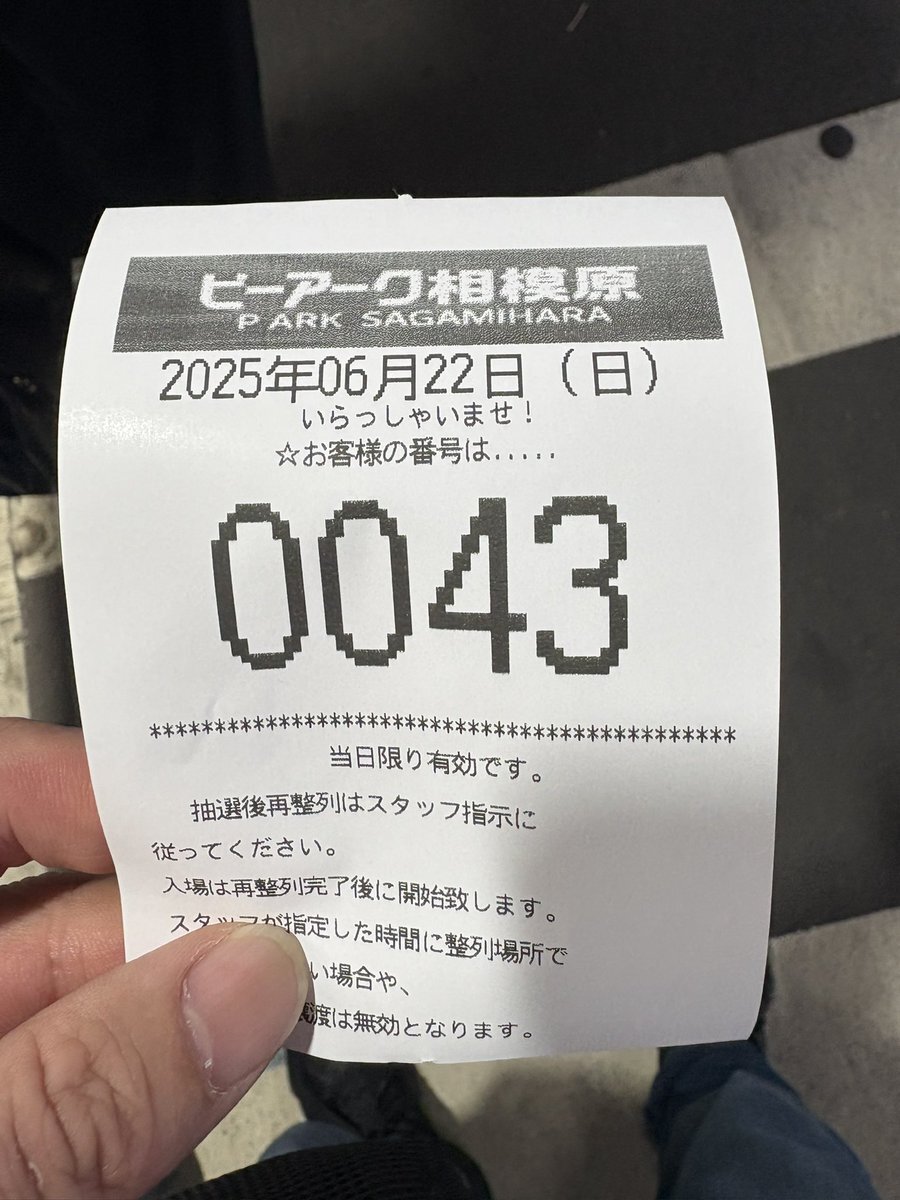 ピーアーク相模原
P ARK SAGAMIHARA
2025年06月22日（日）
いらっしゃいませ！
☆お客様の番号は.....
0043
*********************************************
当日限り有効です。
抽選後再整列はスタッフ指示に
従ってください。
入場は再整列完了後に開始致します。
スタッフが指定した時間に整列場所で
い場合や、
渡は無効となります。